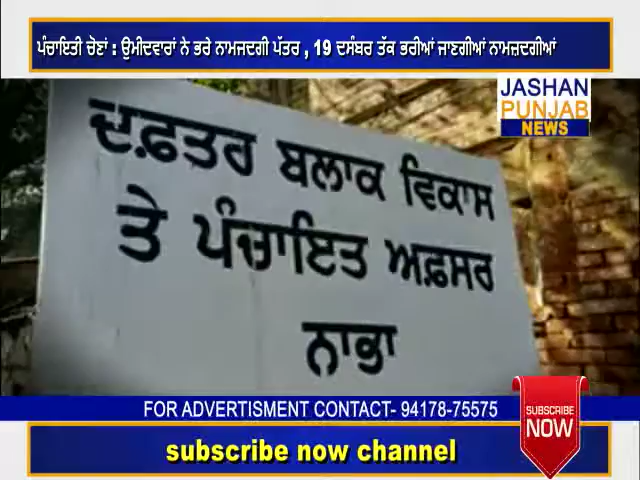 ਪੰਚਾਇਤੀ ਚੋਣਾਂ : ਉਮੀਦਵਾਰਾਂ ਨੇ ਭਰੇ ਨਾਮਜਦਗੀ ਪੱਤਰ , 19 ਦਸੰਬਰ ਤੱਕ ਭਰੀਆਂ ਜਾਣਗੀਆਂ ਨਾਮਜ਼ਦਗੀਆਂ
JASHAN
PUNJAB
NEWS
ਦਫ਼ਤਰ ਬਲਾਕ ਵਿਕਾਸ
ਤੇ ਪੰਚਾਇਤ ਅਫ਼ਸਰ
ਨਾਭਾ
FOR ADVERTISMENT CONTACT- 94178-75575
SUBSCRIBE
NOW
subscribe now channel